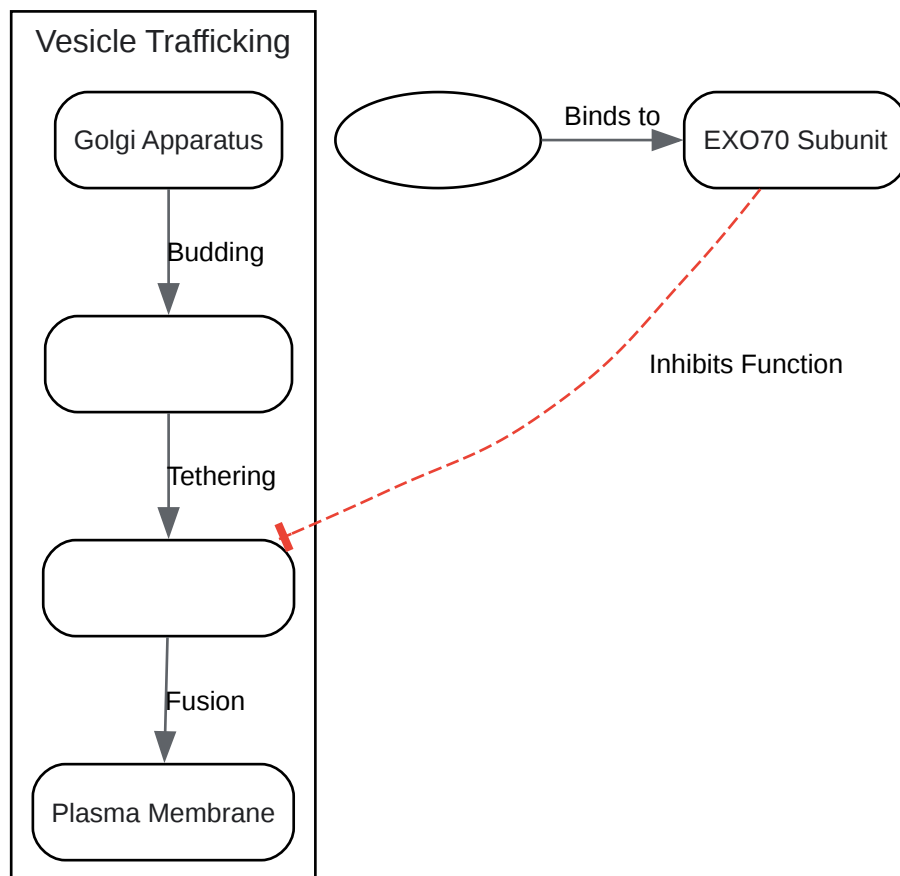 Vesicle Trafficking
Golgi Apparatus
Binds to
EXO70 Subunit
Budding
Inhibits Function
Tethering
Fusion
Plasma Membrane